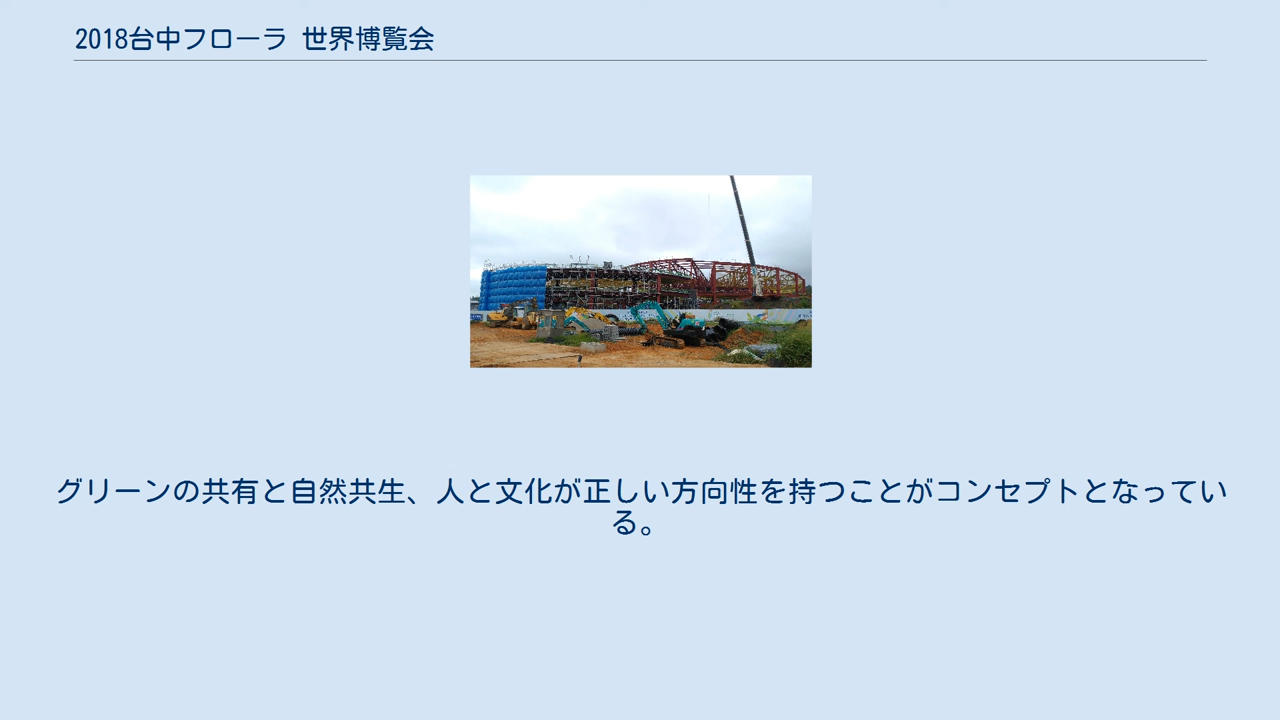 2018台中フローラ 世界博覧会
グリーンの共有と自然共生、人と文化が正しい方向性を持つことがコンセプトとなってい
る。